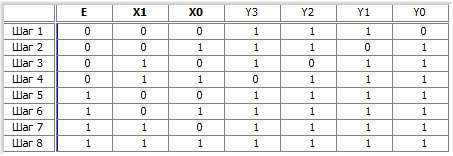 E X1 X0 Y3 Y2 Y1 Y0
Шаг 1 0 0 0 1 1 1 0
Шаг 2 0 0 1 1 1 0 1
Шаг 3 0 1 0 1 0 1 1
Шаг 4 0 1 1 0 1 1 1
Шаг 5 1 0 0 1 1 1 1
Шаг 6 1 0 1 1 1 1 1
Шаг 7 1 1 0 1 1 1 1
Шаг 8 1 1 1 1 1 1 1